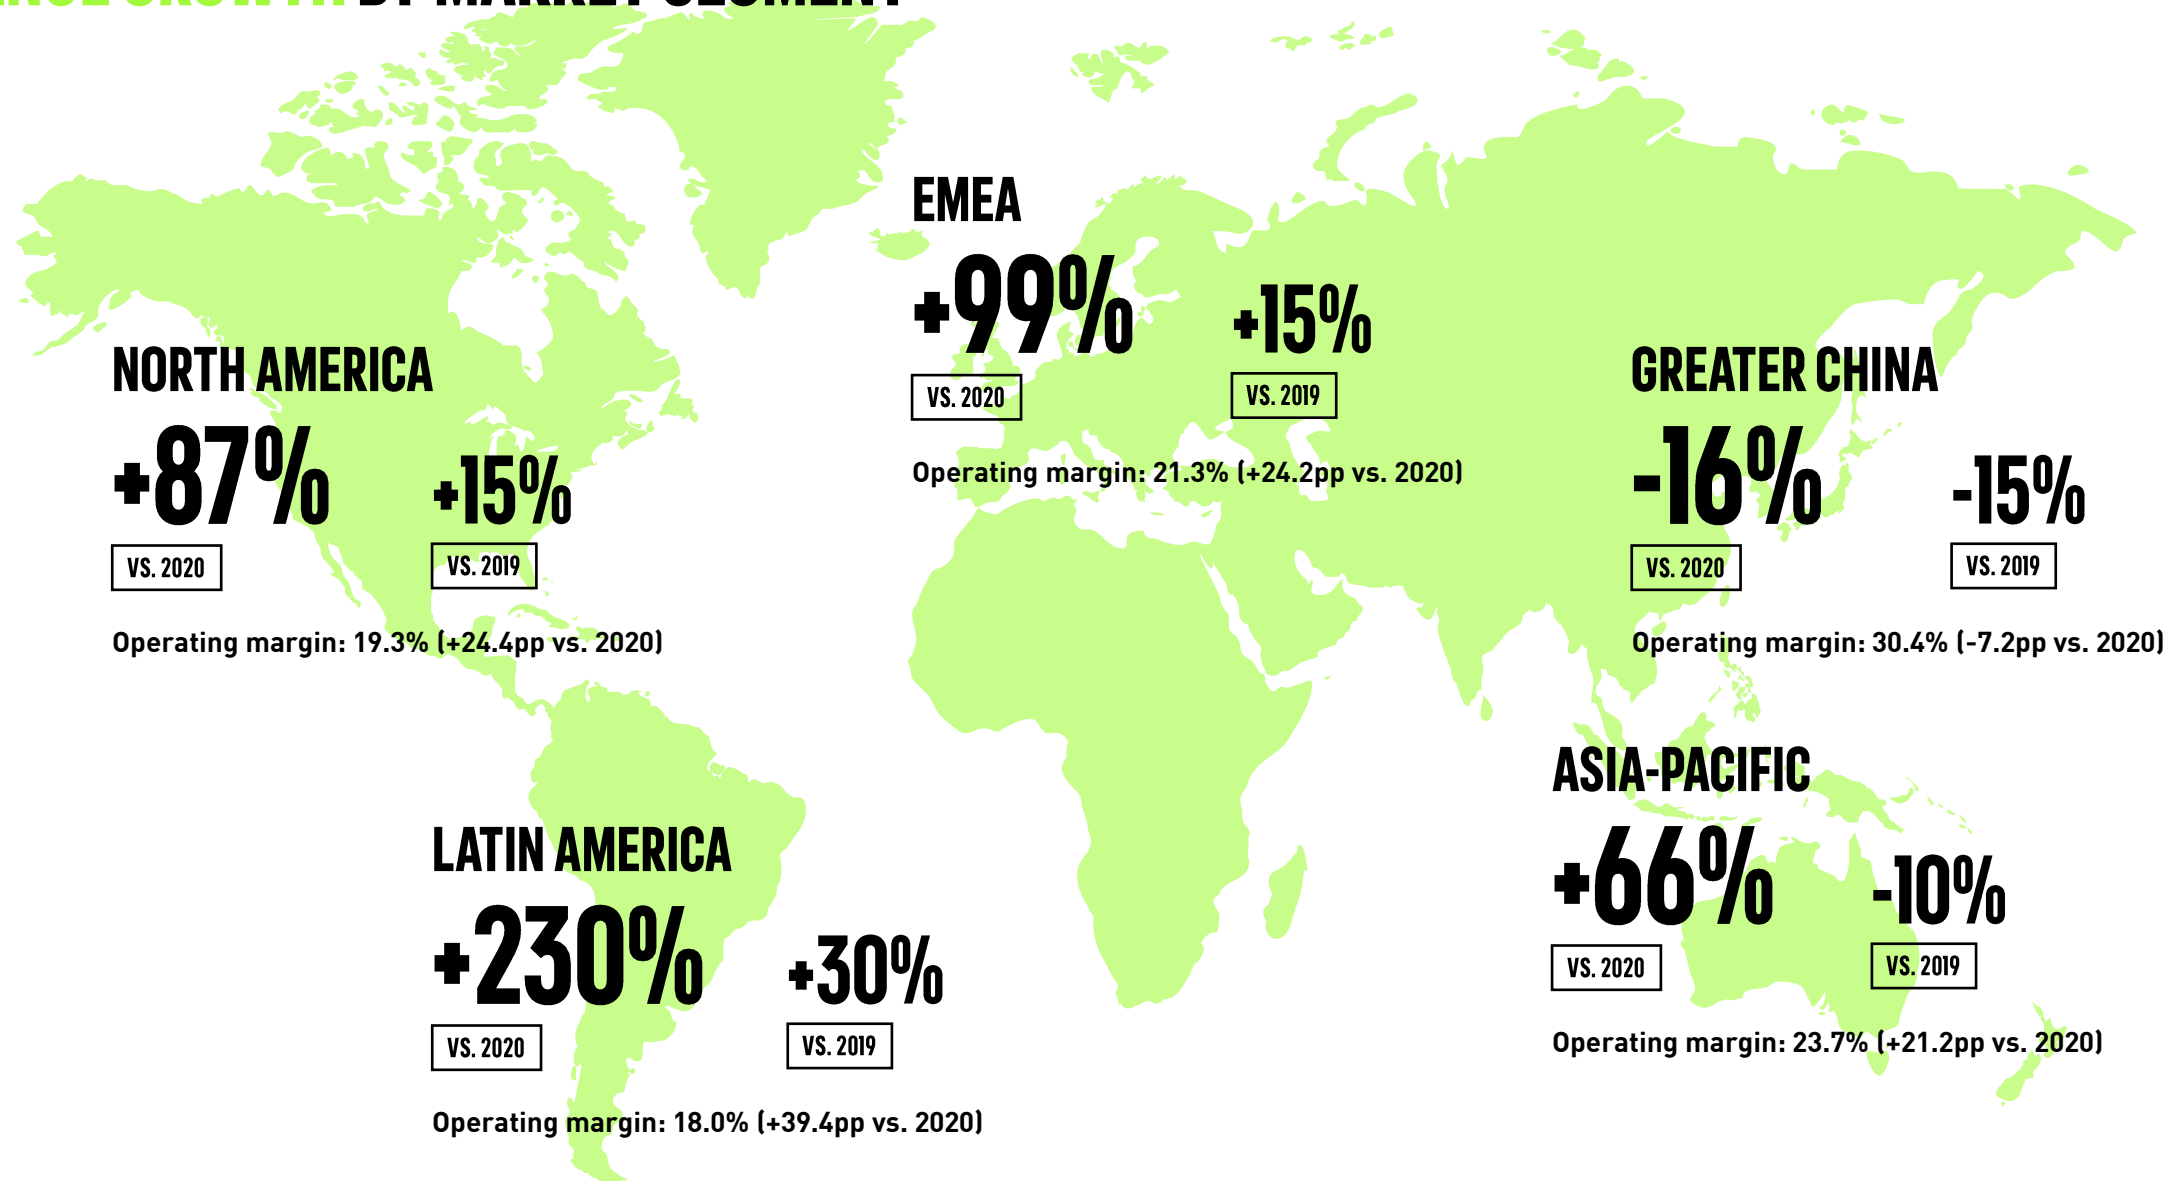 GROWTH BY MARKET SEGMENT
EMEA
+99% +15%
VS. 2020 VS. 2019
Operating margin: 21.3% (+24.2pp vs. 2020)
NORTH AMERICA
+87% +15%
VS. 2020 VS. 2019
Operating margin: 19.3% (+24.4pp vs. 2020)
GREATER CHINA
-16% -15%
VS. 2020 VS. 2019
Operating margin: 30.4% (-7.2pp vs. 2020)
ASIA-PACIFIC
+66% -10%
VS. 2020 VS. 2019
Operating margin: 23.7% (+21.2pp vs. 2020)
LATIN AMERICA
+230% +30%
VS. 2020 VS. 2019
Operating margin: 18.0% (+39.4pp vs. 2020)